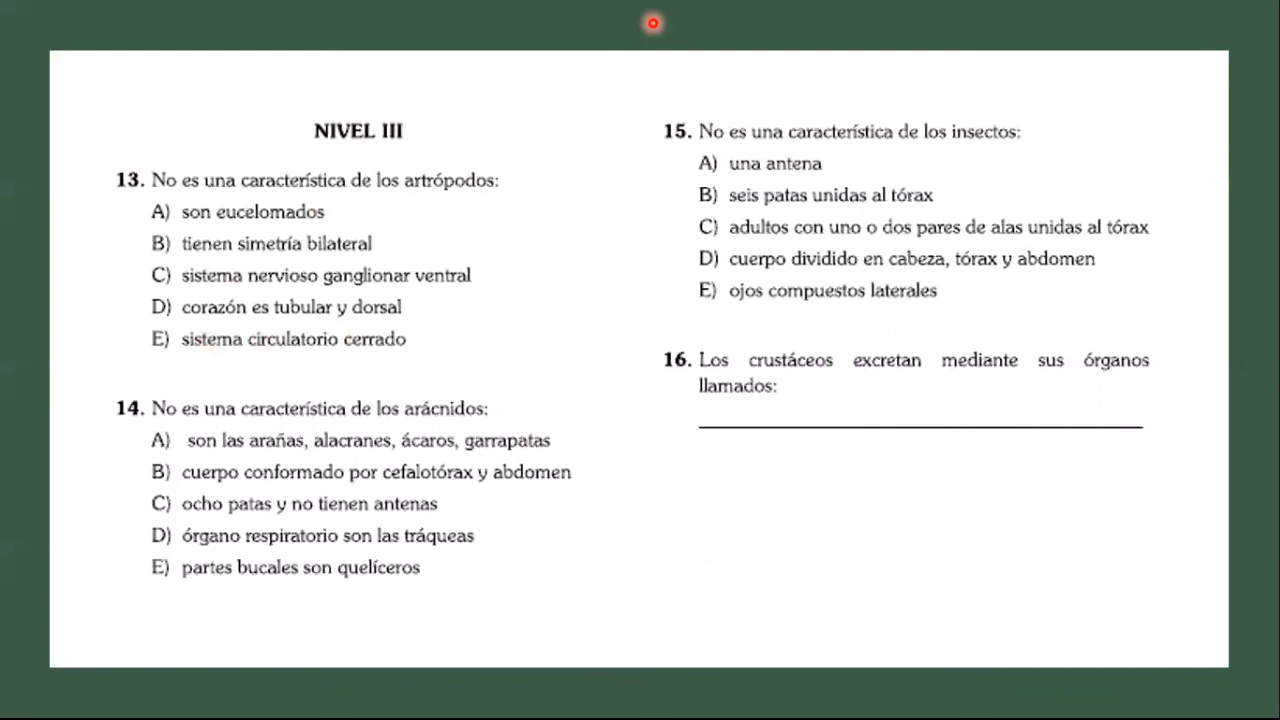 NIVEL III
13. No es una característica de los artrópodos:
A) son eucelomados
B) tienen simetría bilateral
C) sistema nervioso ganglionar ventral
D) corazón es tubular y dorsal
E) sistema circulatorio cerrado
14. No es una característica de los arácnidos:
A) son las arañas, alacranes, ácaros, garrapatas
B) cuerpo conformado por cefalotórax y abdomen
C) ocho patas y no tienen antenas
D) órgano respiratorio son las tráqueas
E) partes bucales son quelíceros
15. No es una característica de los insectos:
A) una antena
B) seis patas unidas al tórax
C) adultos con uno o dos pares de alas unidas al tórax
D) cuerpo dividido en cabeza, tórax y abdomen
E) ojos compuestos laterales
16. Los crustáceos excretan mediante sus órganos
llamados: